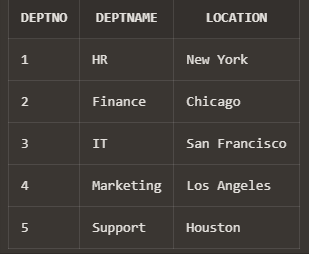 DEPTNO DEPTNAME LOCATION
1 HR New York
2 Finance Chicago
3 IT San Francisco
4 Marketing Los Angeles
5 Support Houston